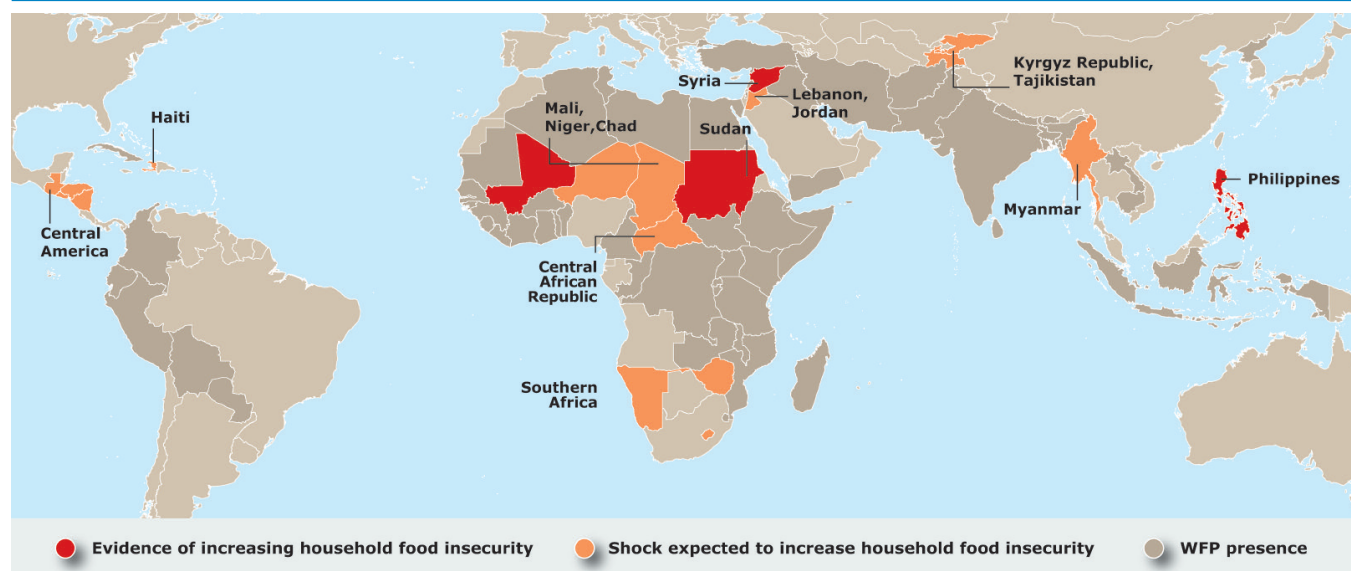 Kyrgyz Republic,
Tajikistan
Syria
Lebanon,
Jordan
Mali,
Niger,Chad
Sudan
Haiti
Philippines
Myanmar
Central
America
Central
African
Republic
Southern
Africa
Evidence of increasing household food insecurity
Shock expected to increase household food insecurity
WFP presence